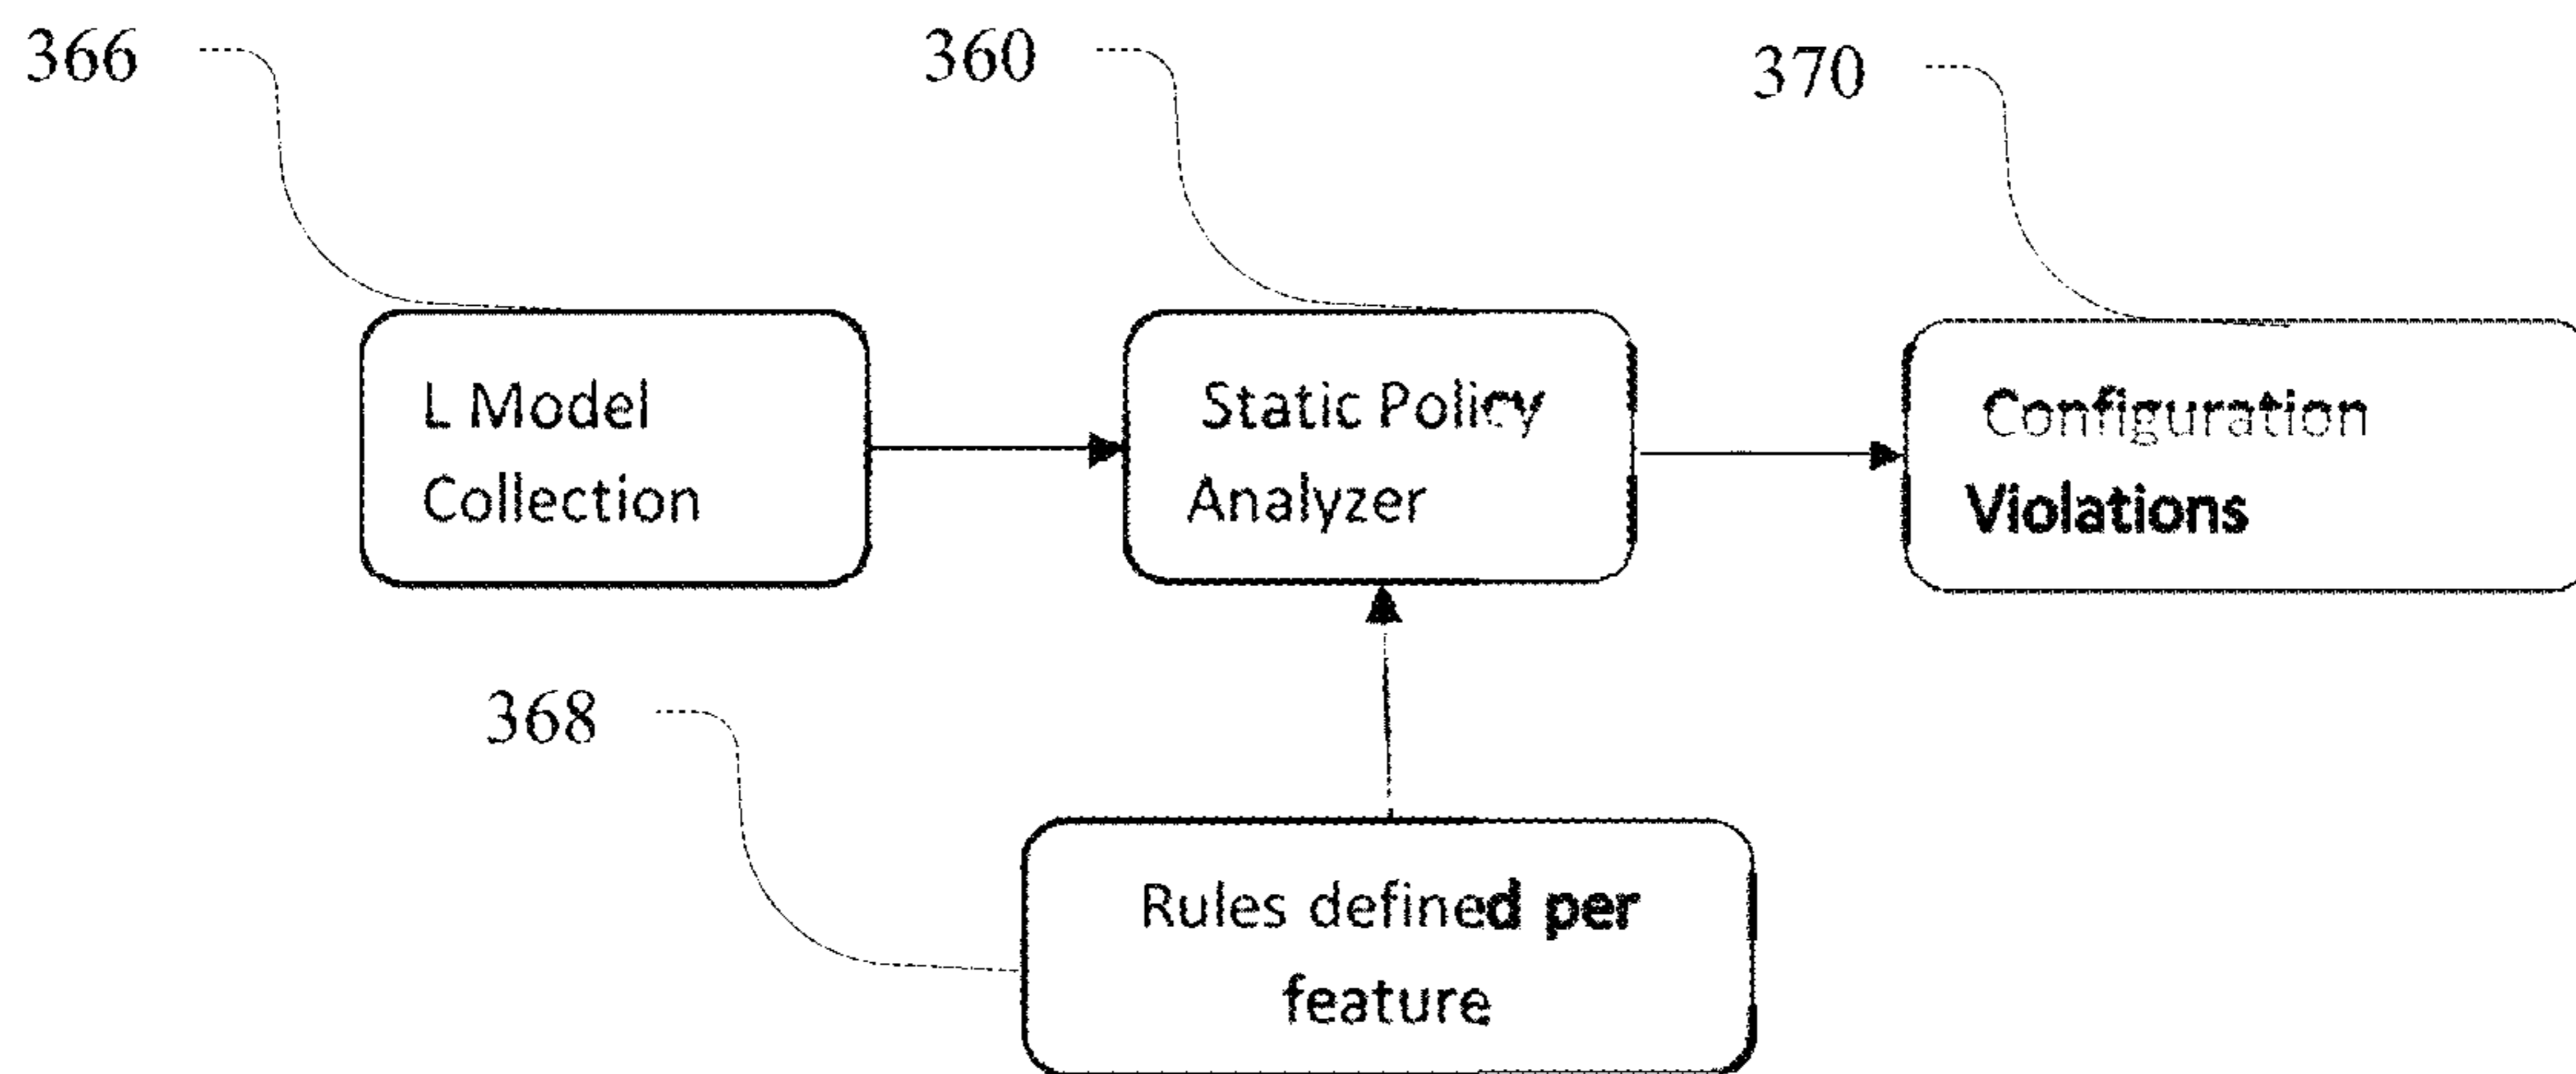 366
360
370
L Model
Collection
Static Policy
Analyzer
Configuration
Violations
368
Rules defined per
feature